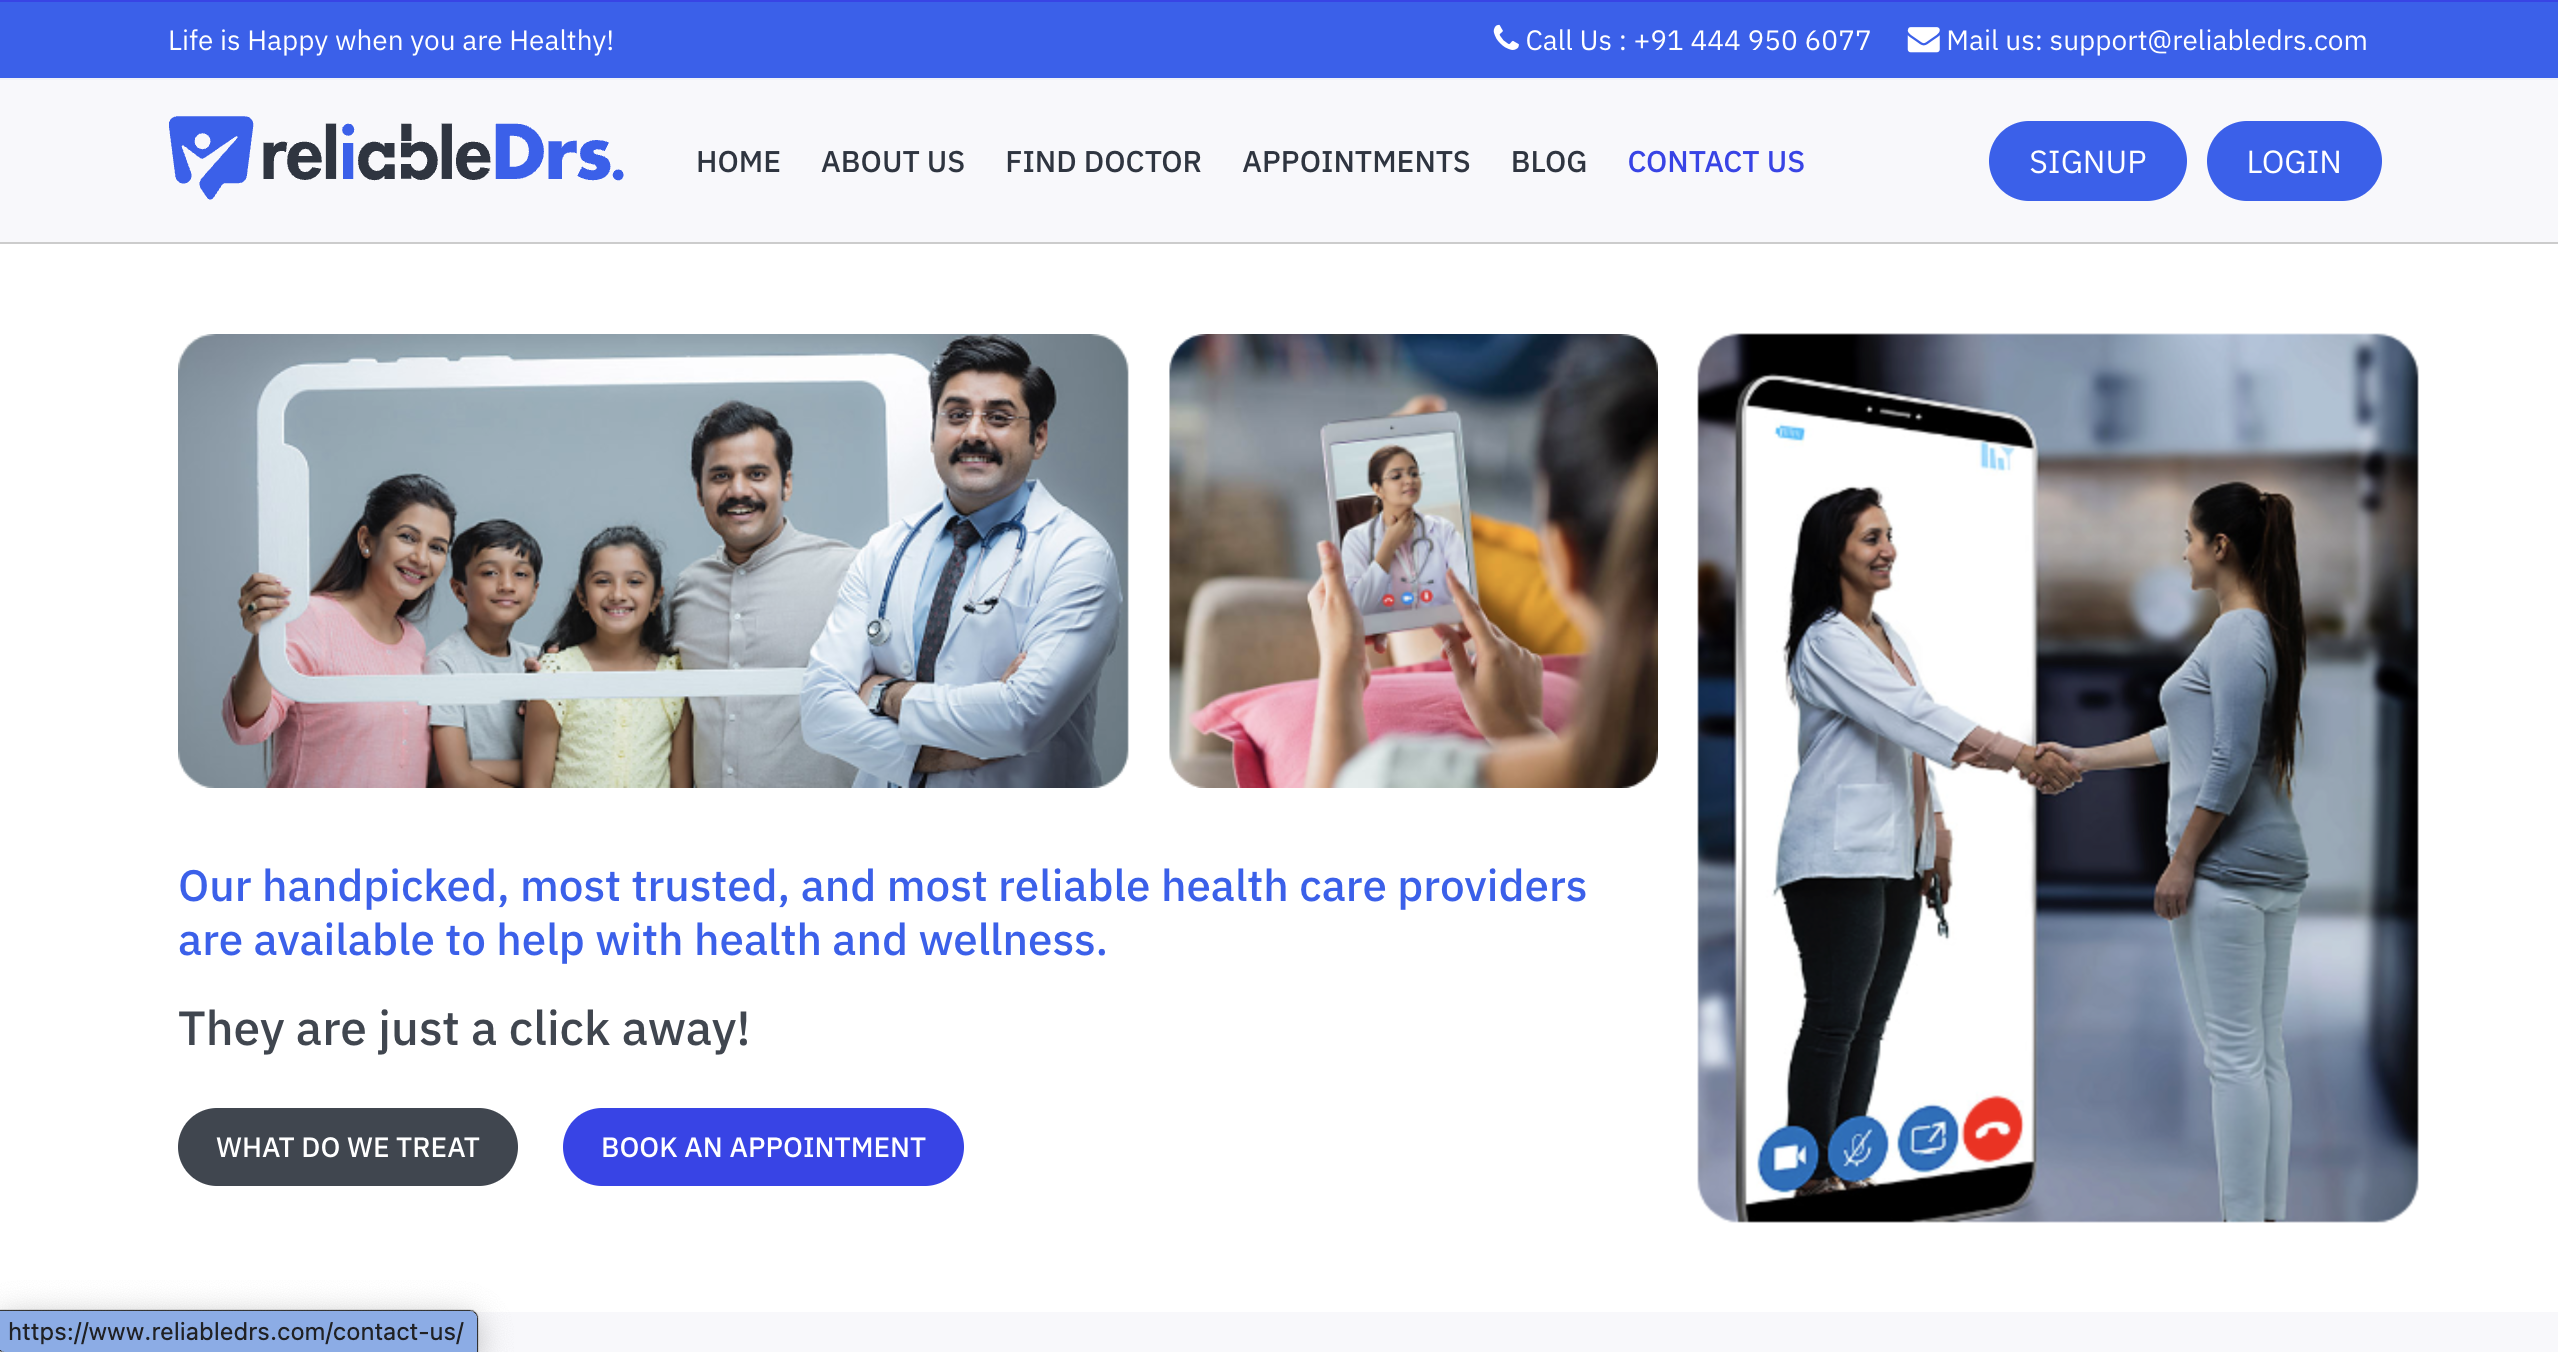 Life is Happy when you are Healthy!
Call Us : +91 444 950 6077
Mail us: support@reliabledrs.com
reliableDrs.
HOME
ABOUT US
FIND DOCTOR
APPOINTMENTS
BLOG
CONTACT US
SIGNUP
LOGIN
Our handpicked, most trusted, and most reliable health care providers
are available to help with health and wellness.
They are just a click away!
WHAT DO WE TREAT
BOOK AN APPOINTMENT
https://www.reliabledrs.com/contact-us/